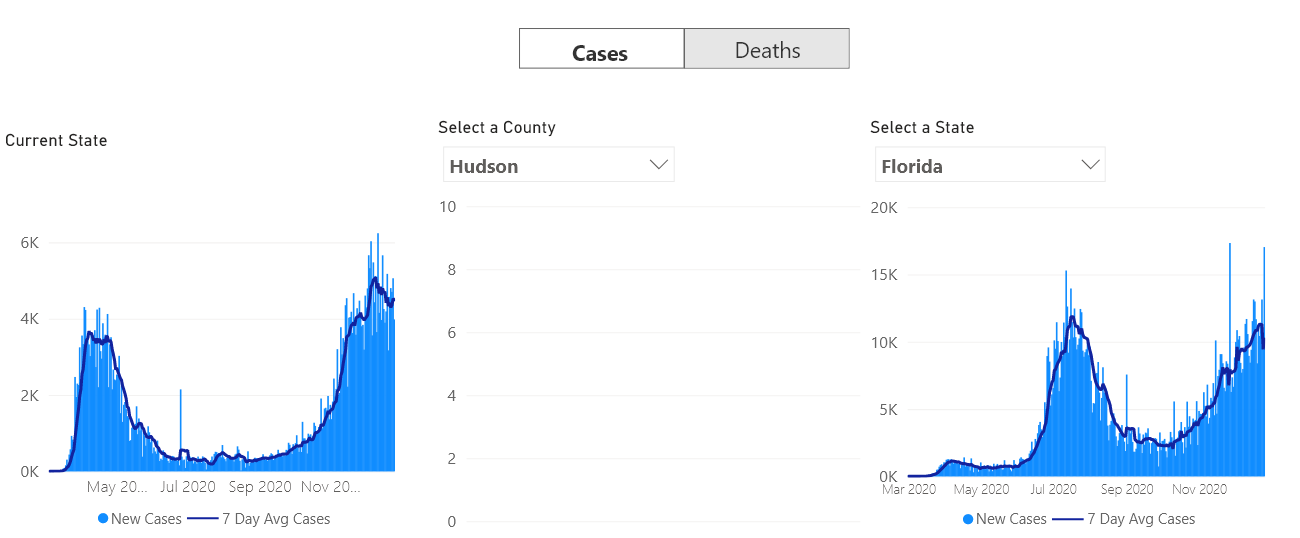 Cases Deaths
Current State
6K
4K
2K
0K
May 20... Jul 2020 Sep 2020 Nov 20...
New Cases 7 Day Avg Cases
Select a County
Hudson
10
8
6
4
2
0
Select a State
Florida
20K
15K
10K
5K
0K
Mar 2020 May 2020 Jul 2020 Sep 2020 Nov 2020
New Cases 7 Day Avg Cases